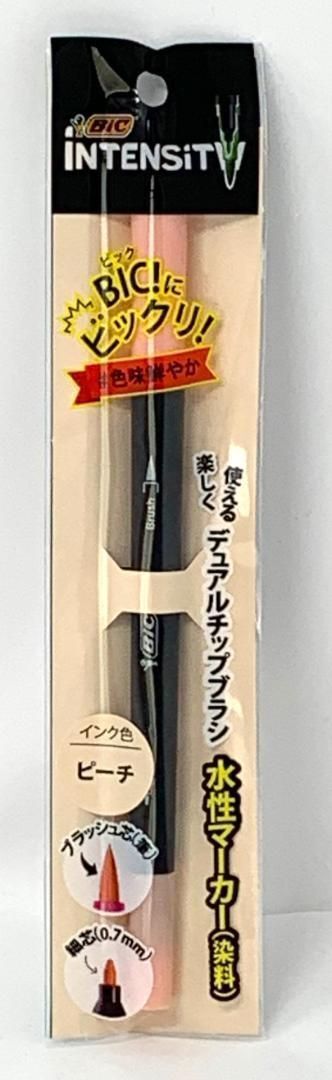 BiC
INTENSiTY
ビック
BIC!に
ビックリ!
#色味鮮やか
Brush
BIC
楽しく
使える
デュアルチップブラシ
水性マーカー(染料)
インク色
ピーチ
ブラッシュ芯(筆)
細芯(0.7mm)